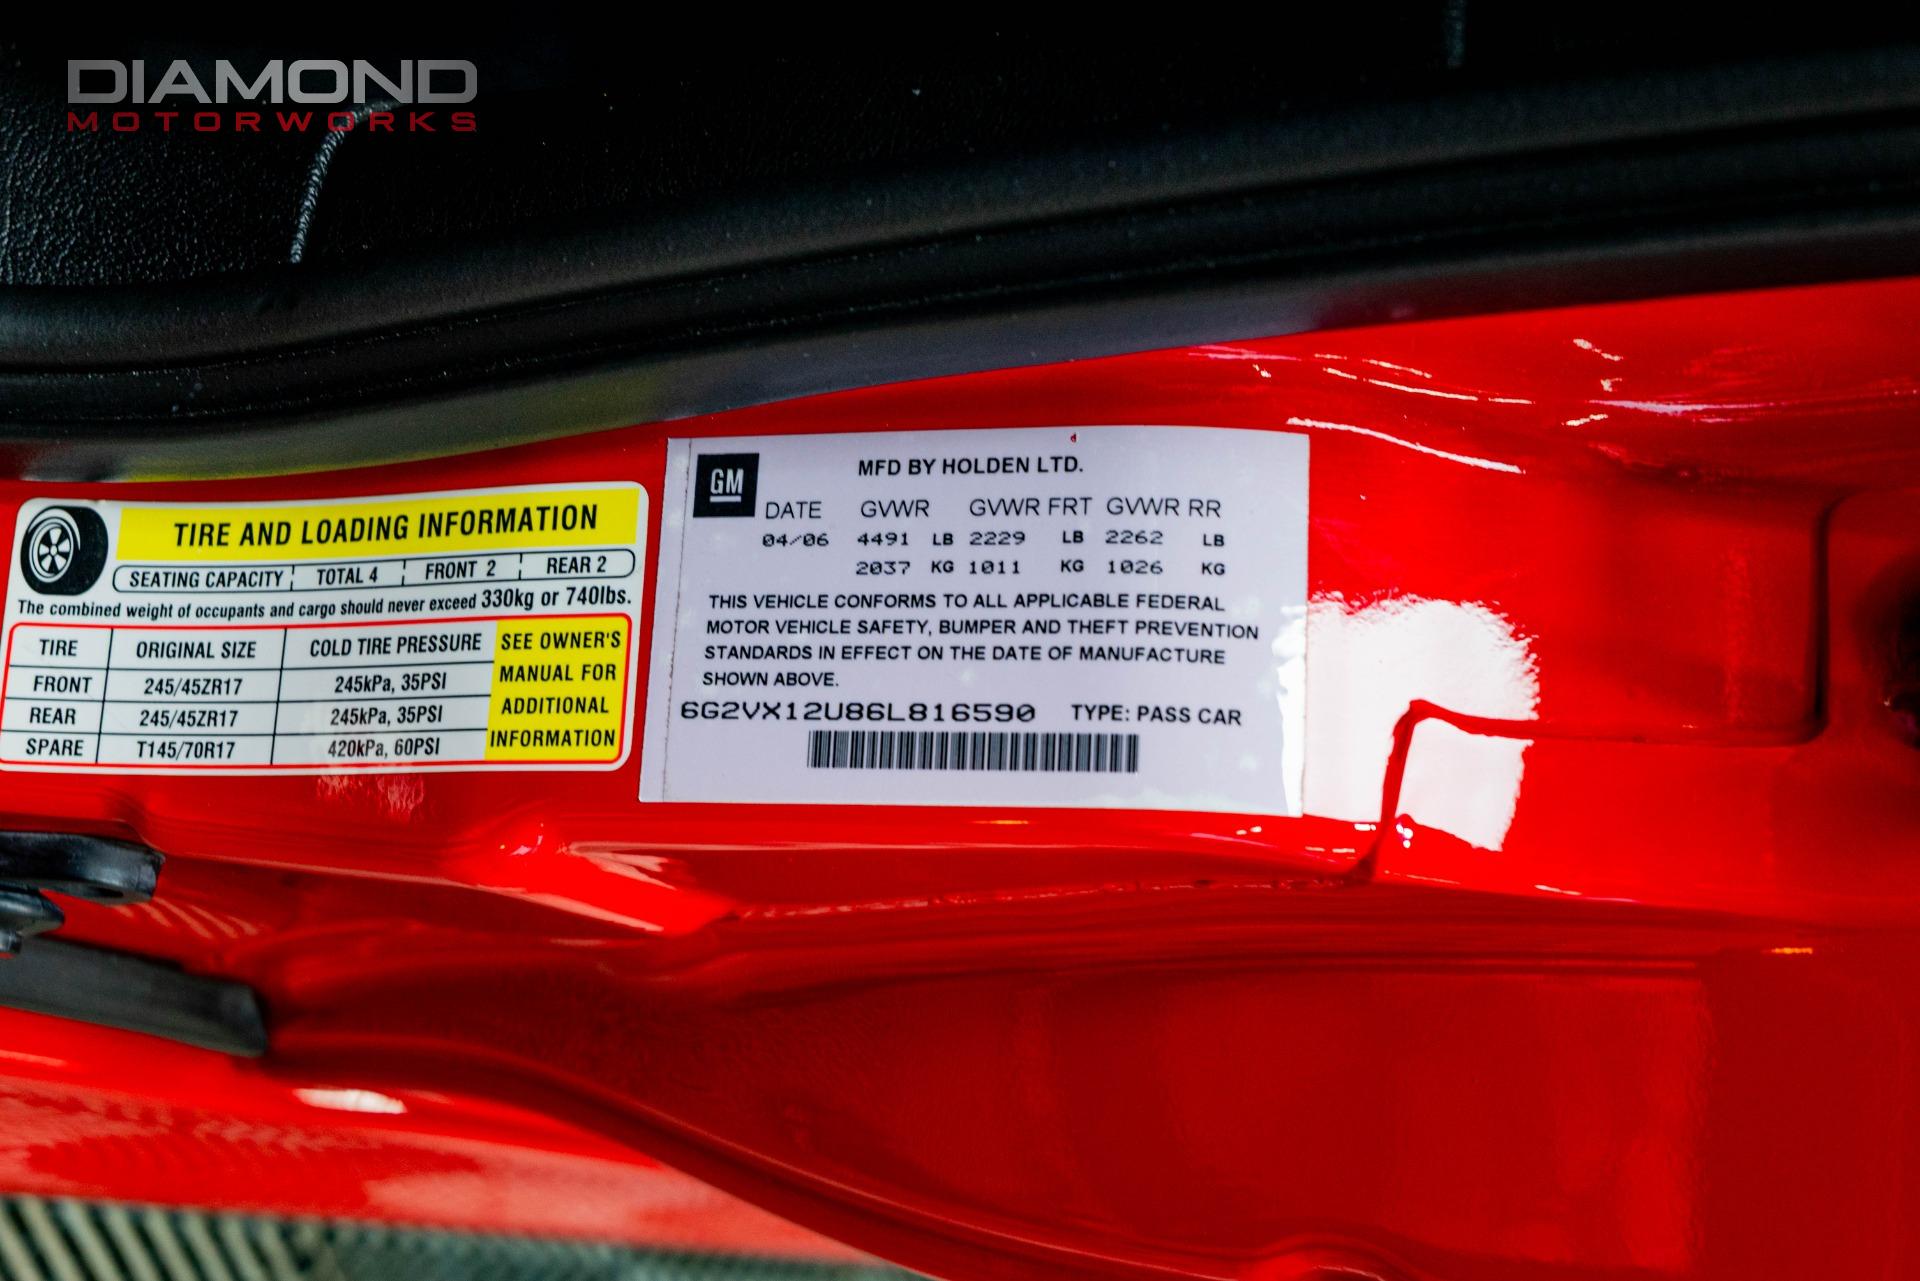 DIAMOND
MOTORWORKS
TIRE AND LOADING INFORMATION
SEATING CAPACITY TOTAL 4 FRONT 2 REAR 2
The combined weight of occupants and cargo should never exceed 330kg or 740lbs.
TIRE ORIGINAL SIZE COLD TIRE PRESSURE
FRONT 245/45ZR17 245kPa, 35PSI
REAR 245/45ZR17 245kPa, 35PSI
SPARE T145/70R17 420kPa, 60PSI
SEE OWNER'S
MANUAL FOR
ADDITIONAL
INFORMATION
GM
MFD BY HOLDEN LTD.
DATE GVWR GVWR FRT GVWR RR
04/06 4491 LB 2229 LB 2262 LB
2037 KG 1011 KG 1026 KG
THIS VEHICLE CONFORMS TO ALL APPLICABLE FEDERAL
MOTOR VEHICLE SAFETY, BUMPER AND THEFT PREVENTION
STANDARDS IN EFFECT ON THE DATE OF MANUFACTURE
SHOWN ABOVE.
6G2VX12U86L816590 TYPE: PASS CAR